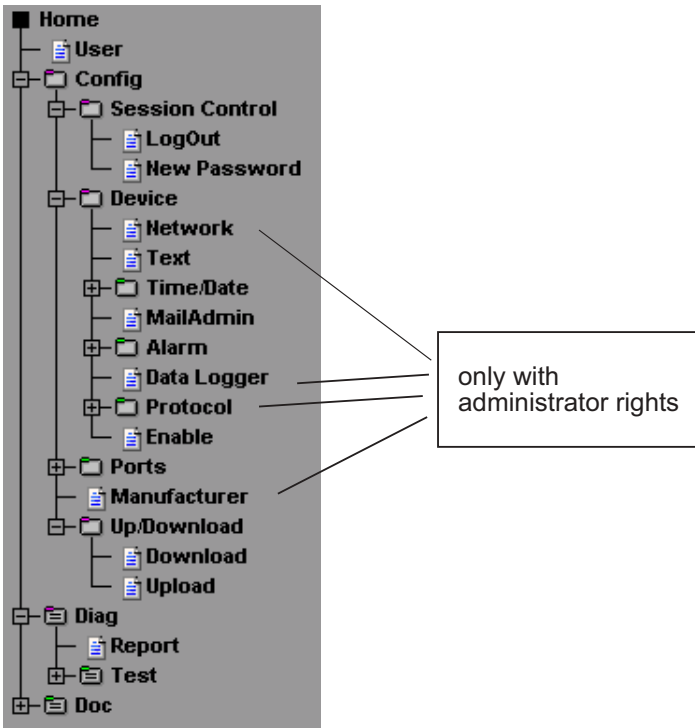 Home
User
Config
Session Control
LogOut
New Password
Device
Network
Text
Time/Date
MailAdmin
Alarm
Data Logger
Protocol
Enable
Ports
Manufacturer
Up/Download
Download
Upload
Diag
Report
Test
Doc
only with
administrator rights